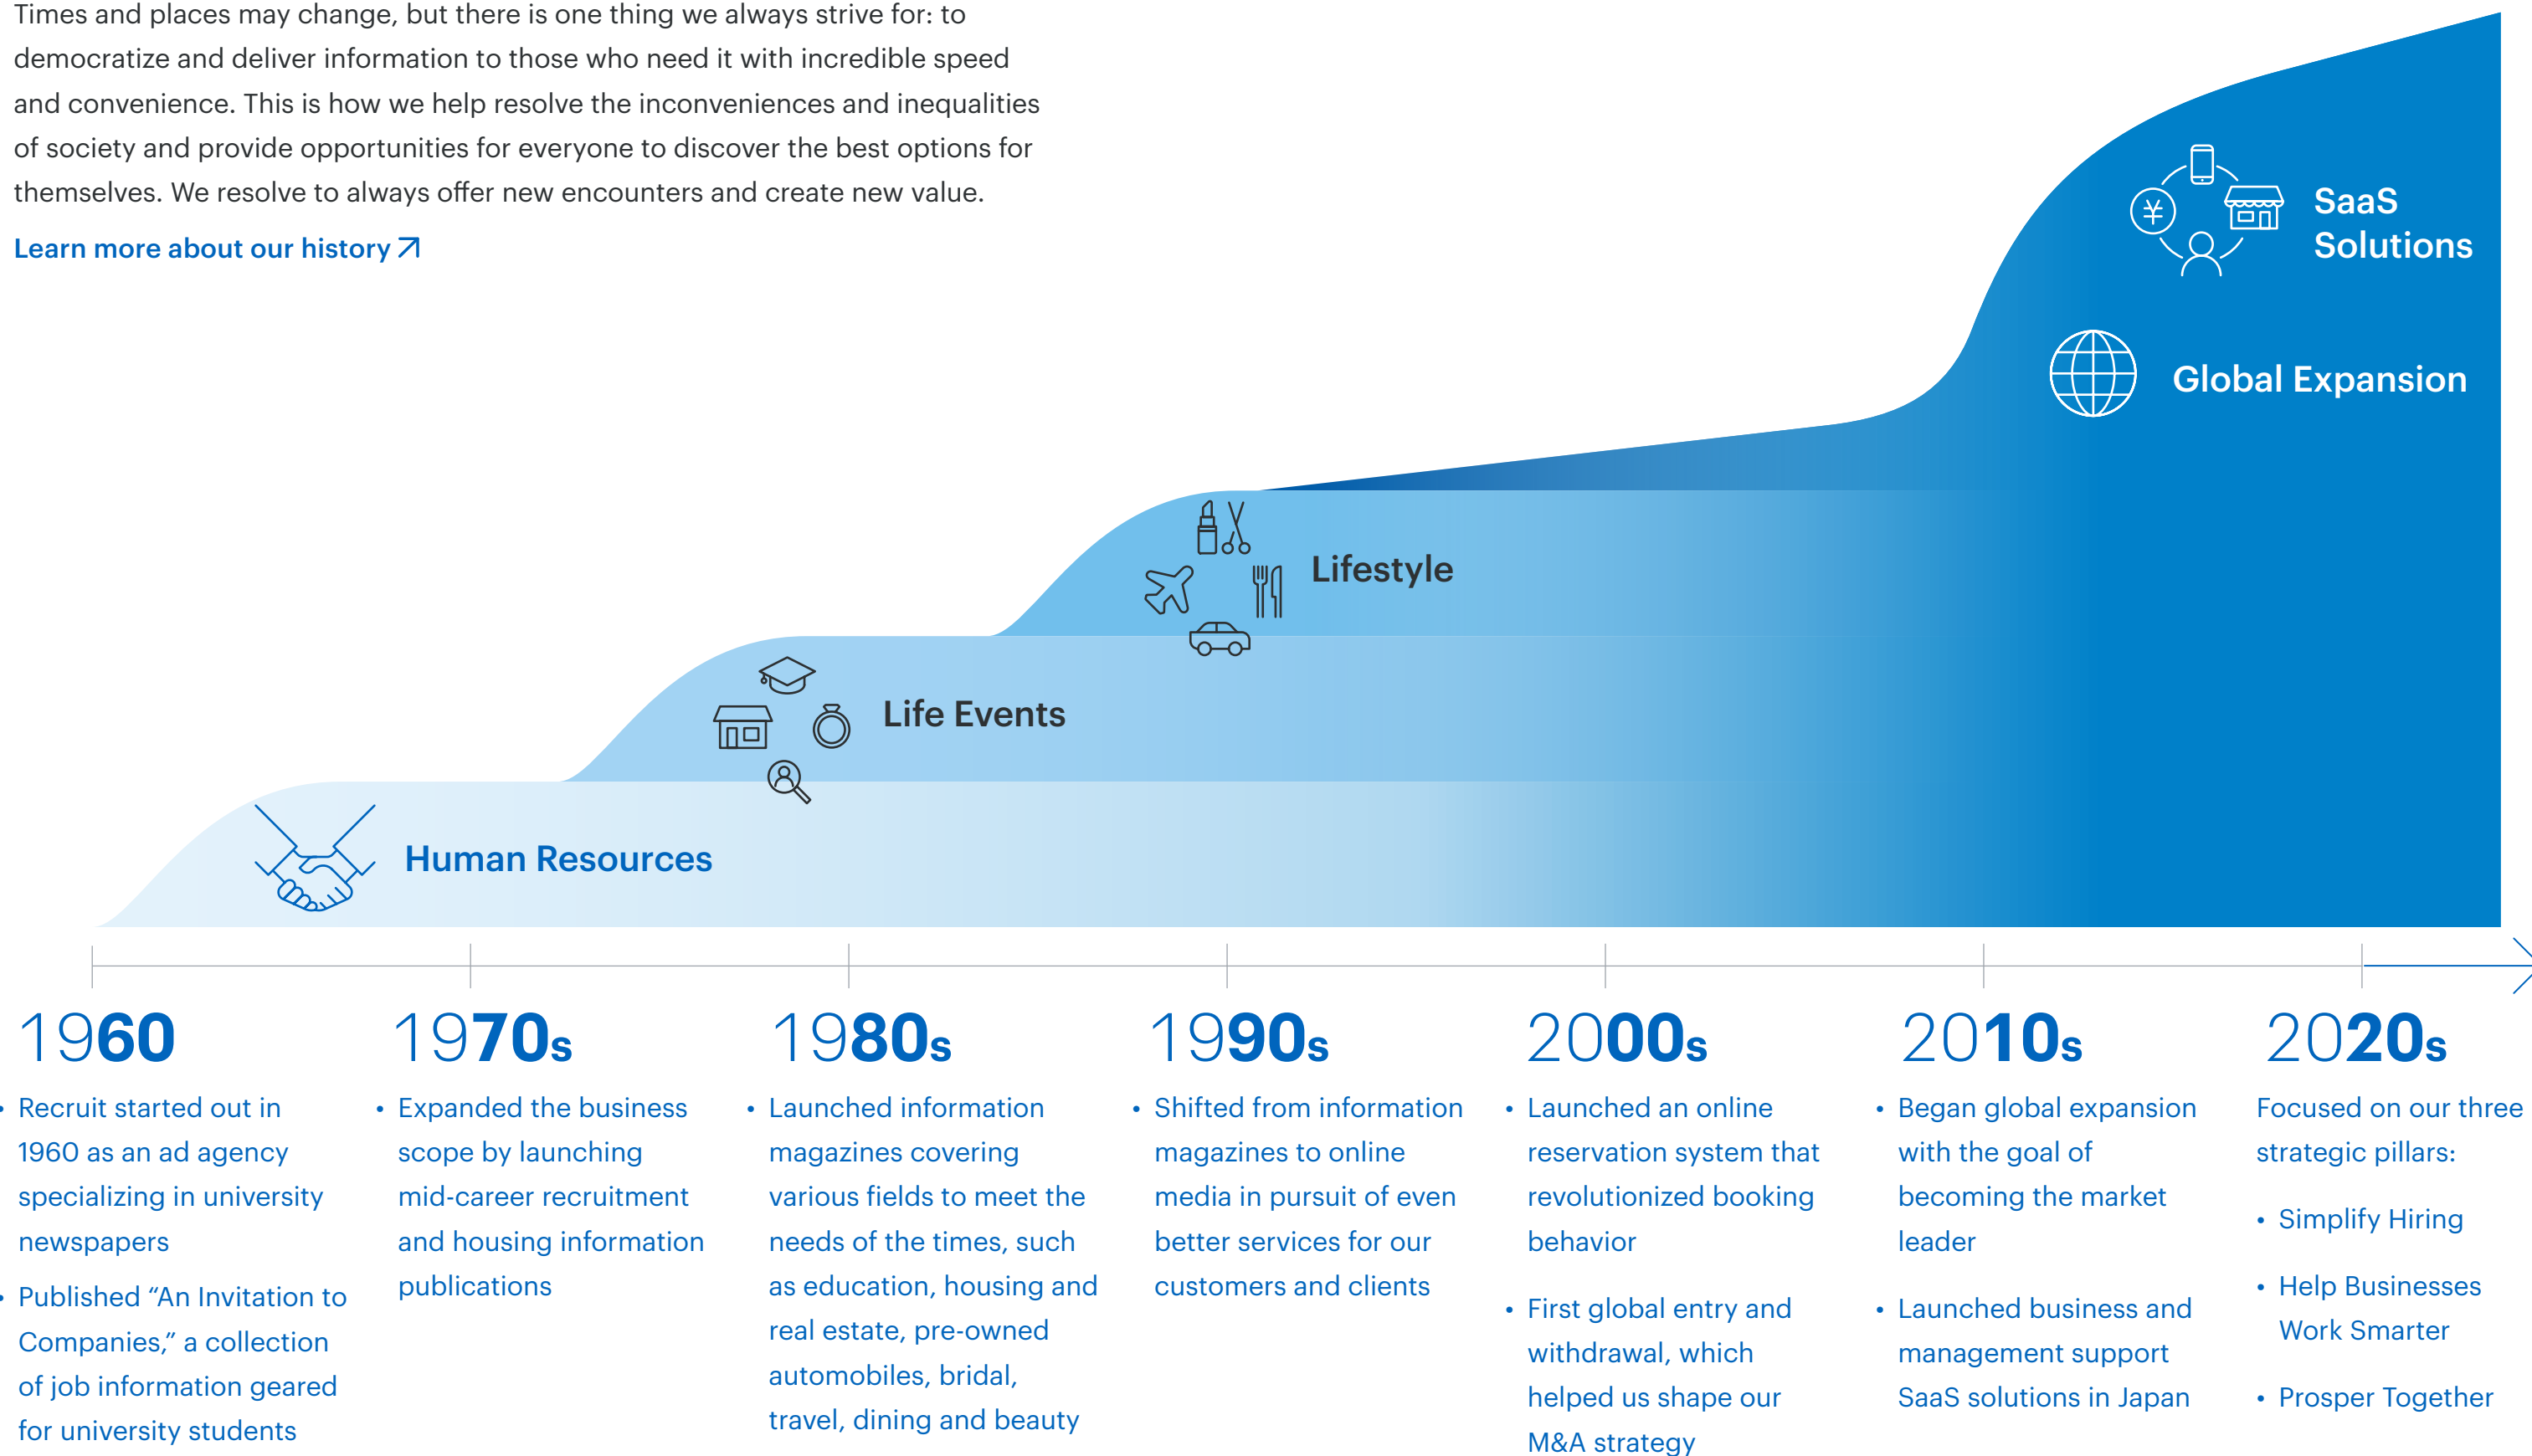 Times and places may change, but there is one thing we always strive for: to
democratize and deliver information to those who need it with incredible speed
and convenience. This is how we help resolve the inconveniences and inequalities
of society and provide opportunities for everyone to discover the best options for
themselves. We resolve to always offer new encounters and create new value.
Learn more about our history
¥
SaaS
Solutions
Global Expansion
Lifestyle
Life Events
Human Resources
1960
• Recruit started out in
1960 as an ad agency
specializing in university
newspapers
• Published “An Invitation to
Companies,” a collection
of job information geared
for university students
1970s
• Expanded the business
scope by launching
mid-career recruitment
and housing information
publications
1980s
• Launched information
magazines covering
various fields to meet the
needs of the times, such
as education, housing and
real estate, pre-owned
automobiles, bridal,
travel, dining and beauty
1990s
• Shifted from information
magazines to online
media in pursuit of even
better services for our
customers and clients
2000s
• Launched an online
reservation system that
revolutionized booking
behavior
• First global entry and
withdrawal, which
helped us shape our
M&A strategy
2010s
• Began global expansion
with the goal of
becoming the market
leader
• Launched business and
management support
SaaS solutions in Japan
2020s
Focused on our three
strategic pillars:
• Simplify Hiring
• Help Businesses
Work Smarter
• Prosper Together